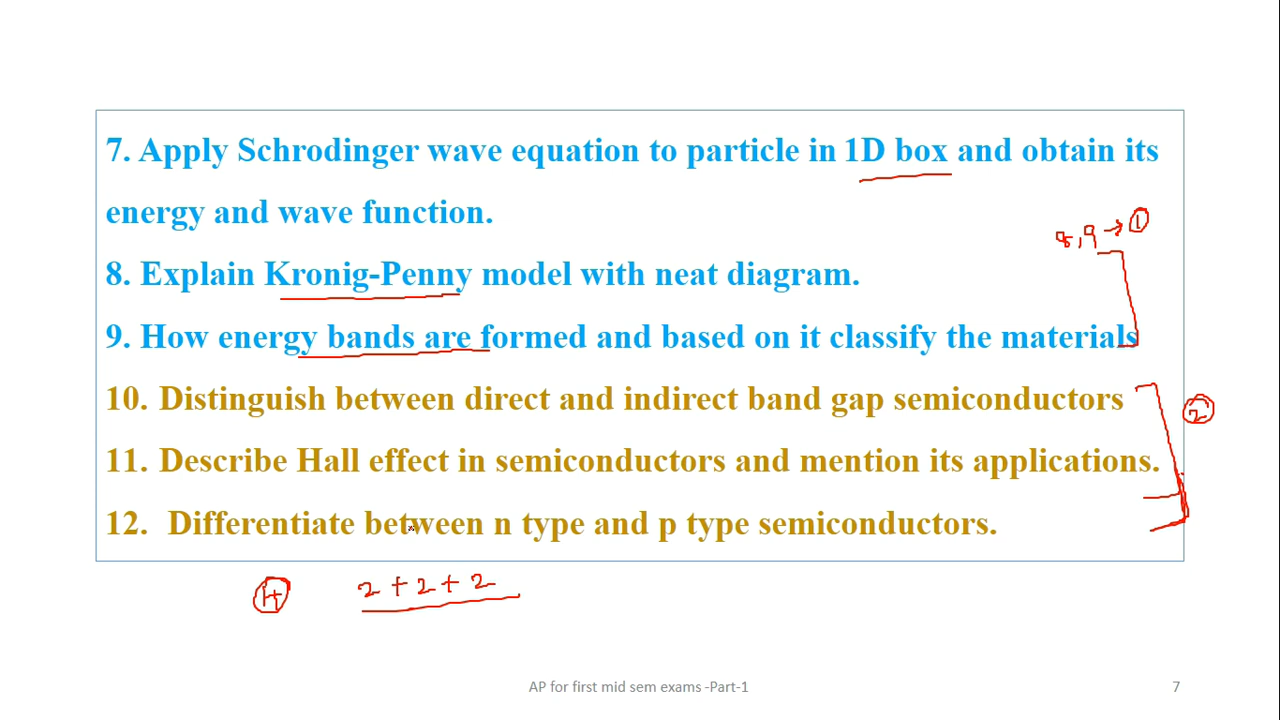 7. Apply Schrodinger wave equation to particle in 1D box and obtain its
energy and wave function.
8,9 → 1
8. Explain Kronig-Penny model with neat diagram.
9. How energy bands are formed and based on it classify the materials
10. Distinguish between direct and indirect band gap semiconductors
2
11. Describe Hall effect in semiconductors and mention its applications.
12. Differentiate between n type and p type semiconductors.
2 + 2 + 2
AP for first mid sem exams -Part-1
7